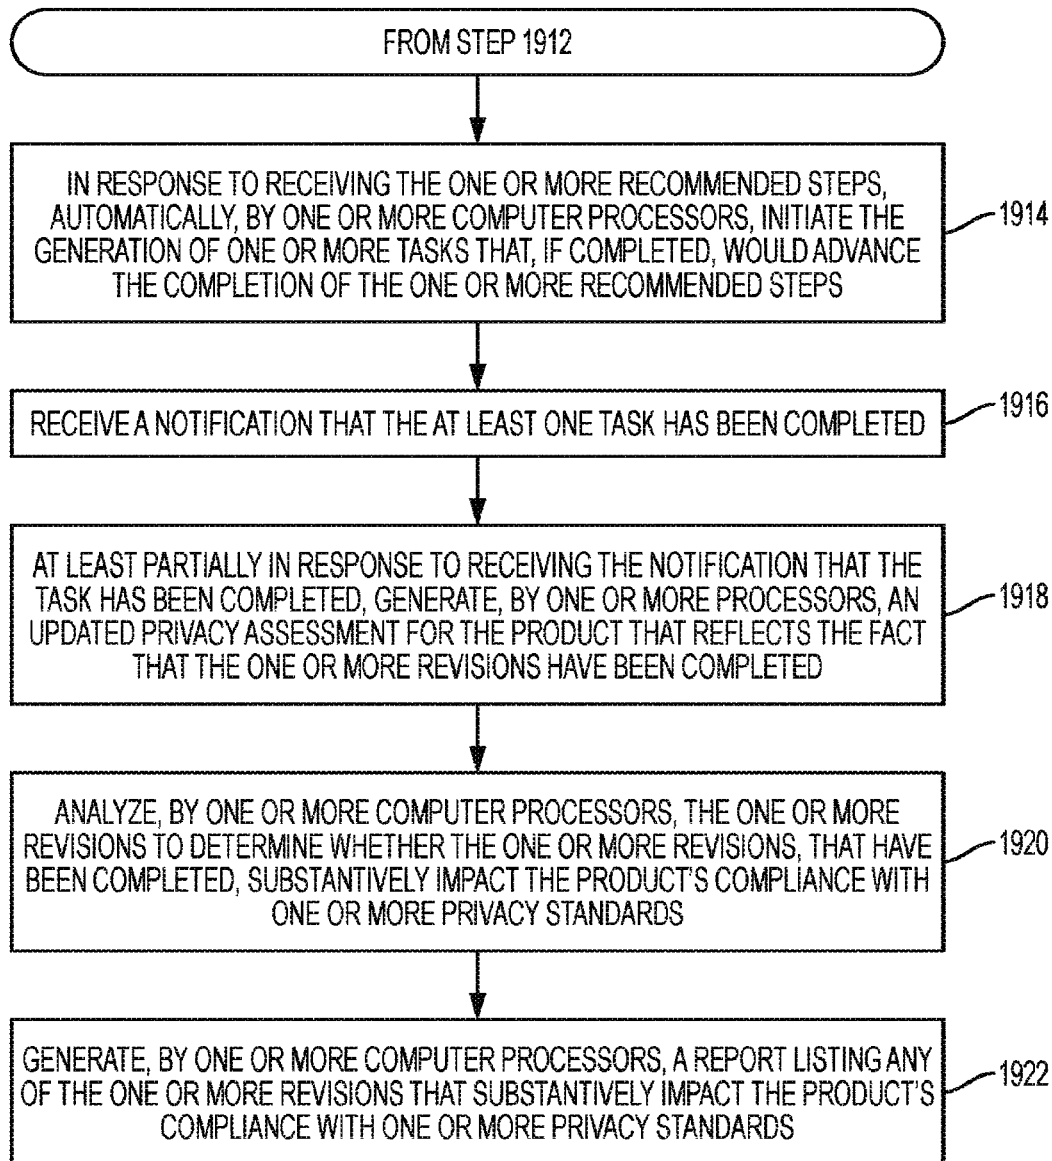 FROM STEP 1912
IN RESPONSE TO RECEIVING THE ONE OR MORE RECOMMENDED STEPS,
AUTOMATICALLY, BY ONE OR MORE COMPUTER PROCESSORS, INITIATE THE
GENERATION OF ONE OR MORE TASKS THAT, IF COMPLETED, WOULD ADVANCE
THE COMPLETION OF THE ONE OR MORE RECOMMENDED STEPS
1914
RECEIVE A NOTIFICATION THAT THE AT LEAST ONE TASK HAS BEEN COMPLETED
1916
AT LEAST PARTIALLY IN RESPONSE TO RECEIVING THE NOTIFICATION THAT THE
TASK HAS BEEN COMPLETED, GENERATE, BY ONE OR MORE PROCESSORS, AN
UPDATED PRIVACY ASSESSMENT FOR THE PRODUCT THAT REFLECTS THE FACT
THAT THE ONE OR MORE REVISIONS HAVE BEEN COMPLETED
1918
ANALYZE, BY ONE OR MORE COMPUTER PROCESSORS, THE ONE OR MORE
REVISIONS TO DETERMINE WHETHER THE ONE OR MORE REVISIONS, THAT HAVE
BEEN COMPLETED, SUBSTANTIVELY IMPACT THE PRODUCT'S COMPLIANCE WITH
ONE OR MORE PRIVACY STANDARDS
1920
GENERATE, BY ONE OR MORE COMPUTER PROCESSORS, A REPORT LISTING ANY
OF THE ONE OR MORE REVISIONS THAT SUBSTANTIVELY IMPACT THE PRODUCT'S
COMPLIANCE WITH ONE OR MORE PRIVACY STANDARDS
1922